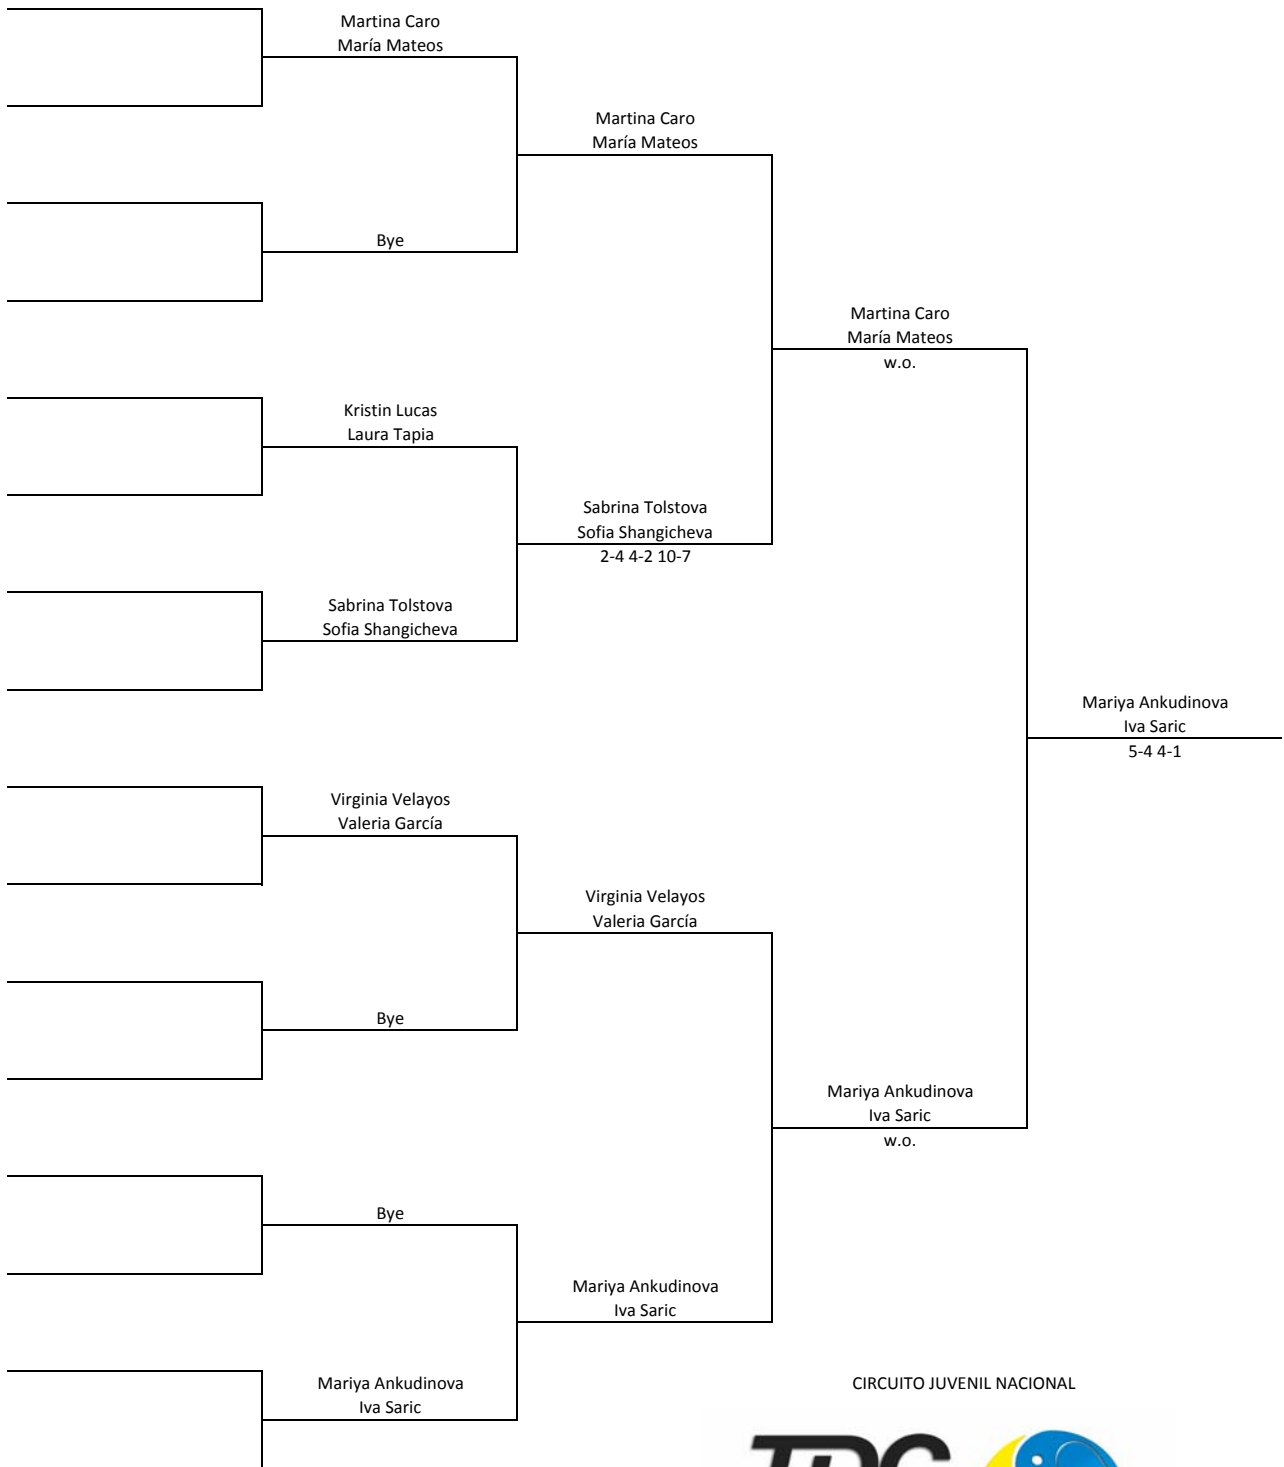 Martina Caro
María Mateos
Martina Caro
María Mateos
Bye
Martina Caro
María Mateos
w.o.
Kristin Lucas
Laura Tapia
Sabrina Tolstova
Sofia Shangicheva
2-4 4-2 10-7
Sabrina Tolstova
Sofia Shangicheva
Mariya Ankudinova
Iva Saric
5-4 4-1
Virginia Velayos
Valeria García
Virginia Velayos
Valeria García
Bye
Mariya Ankudinova
Iva Saric
w.o.
Bye
Mariya Ankudinova
Iva Saric
Mariya Ankudinova
Iva Saric
CIRCUITO JUVENIL NACIONAL